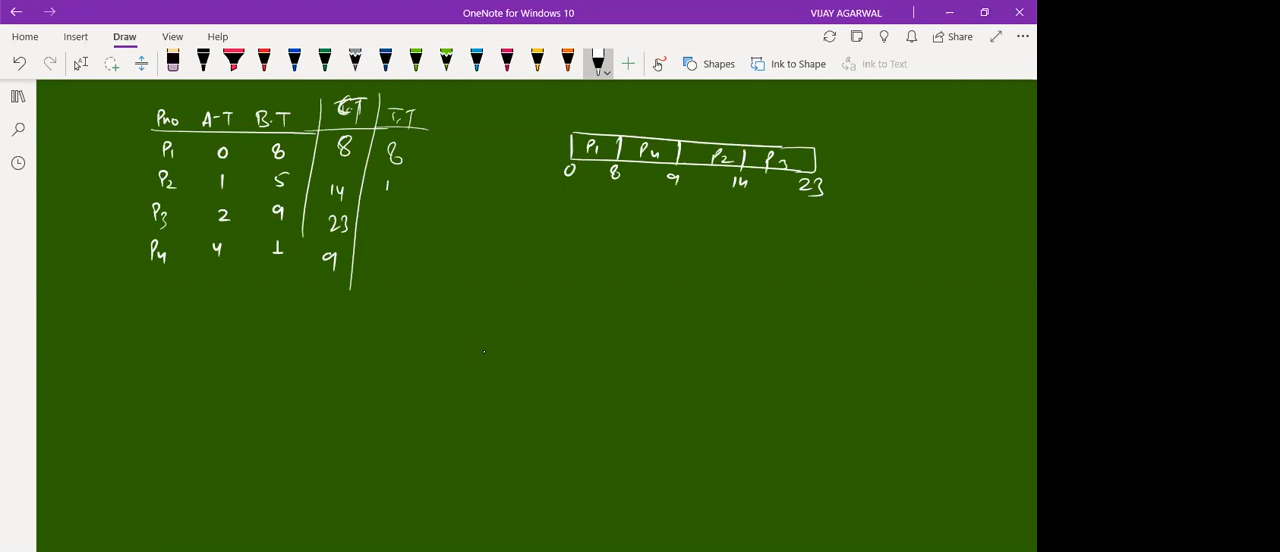 OneNote for Windows 10
VIJAY AGARWAL
Home Insert Draw View Help
Share
Shapes Ink to Shape Ink to Text
Pno A-T B.T C.T T.T
P1 0 8 8 8
P2 1 5 14 1
P3 2 9 23
P4 4 1 9
P1 P4 P2 P3
0 8 9 14 23